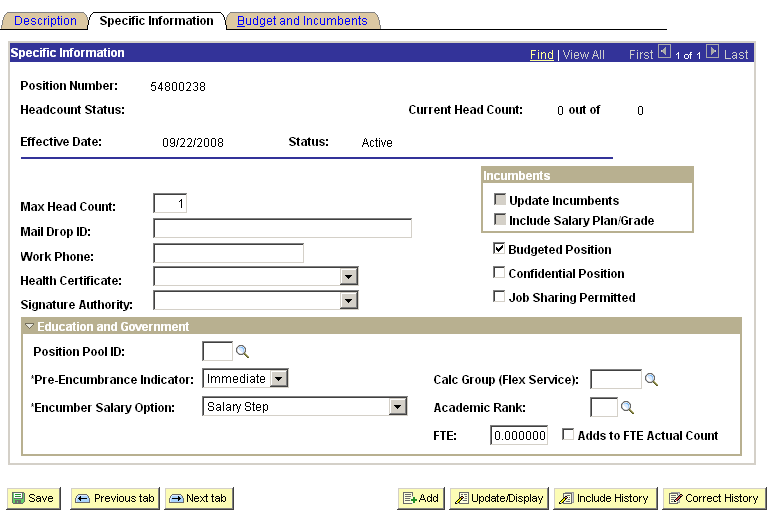 Description Specific Information Budget and Incumbents
Specific Information Find | View All First 1 of 1 Last
Position Number: 54800238
Headcount Status: Current Head Count: 0 out of 0
Effective Date: 09/22/2008 Status: Active
Incumbents
Update Incumbents
Max Head Count: 1
Include Salary Plan/Grade
Mail Drop ID:
Budgeted Position
Work Phone:
Confidential Position
Health Certificate:
Job Sharing Permitted
Signature Authority:
Education and Government
Position Pool ID:
*Pre-Encumbrance Indicator: Immediate Calc Group (Flex Service):
*Encumber Salary Option: Salary Step Academic Rank:
FTE: 0.000000 Adds to FTE Actual Count
Save Previous tab Next tab Add Update/Display Include History Correct History